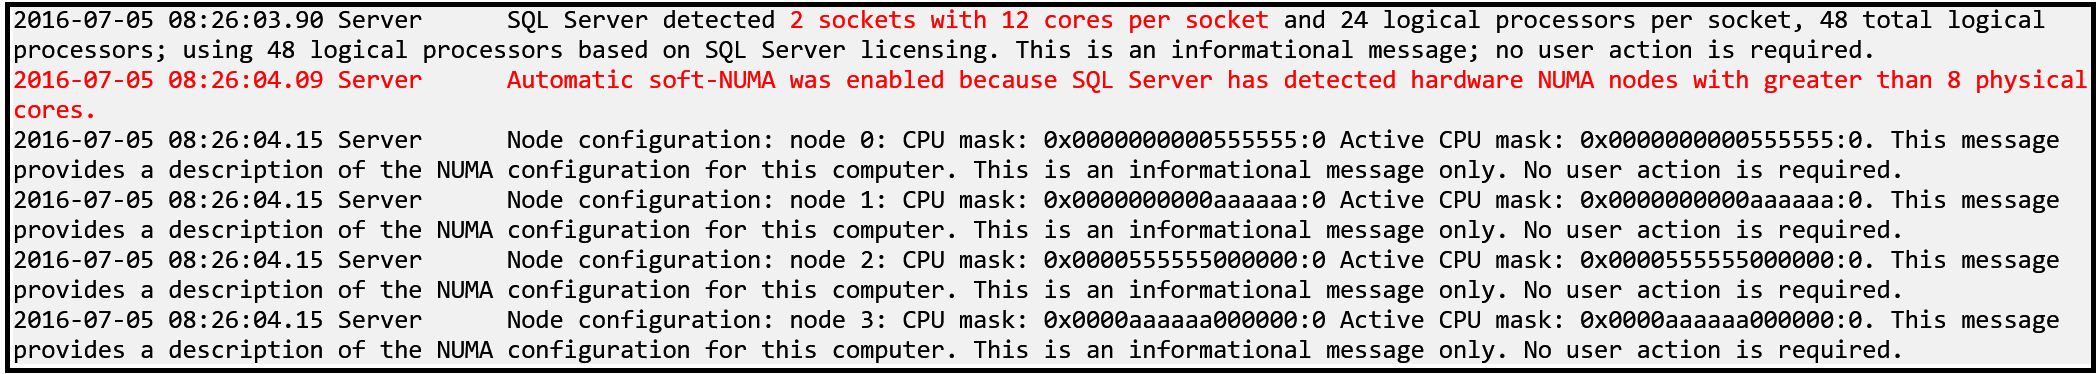 2016-07-05 08:26:03.90 Server      SQL Server detected 2 sockets with 12 cores per socket and 24 logical processors per socket, 48 total logical
processors; using 48 logical processors based on SQL Server licensing. This is an informational message; no user action is required.
2016-07-05 08:26:04.09 Server      Automatic soft-NUMA was enabled because SQL Server has detected hardware NUMA nodes with greater than 8 physical
cores.
2016-07-05 08:26:04.15 Server      Node configuration: node 0: CPU mask: 0x0000000000555555:0 Active CPU mask: 0x0000000000555555:0. This message
provides a description of the NUMA configuration for this computer. This is an informational message only. No user action is required.
2016-07-05 08:26:04.15 Server      Node configuration: node 1: CPU mask: 0x0000000000aaaaaa:0 Active CPU mask: 0x0000000000aaaaaa:0. This message
provides a description of the NUMA configuration for this computer. This is an informational message only. No user action is required.
2016-07-05 08:26:04.15 Server      Node configuration: node 2: CPU mask: 0x0000555555000000:0 Active CPU mask: 0x0000555555000000:0. This message
provides a description of the NUMA configuration for this computer. This is an informational message only. No user action is required.
2016-07-05 08:26:04.15 Server      Node configuration: node 3: CPU mask: 0x0000aaaaaa000000:0 Active CPU mask: 0x0000aaaaaa000000:0. This message
provides a description of the NUMA configuration for this computer. This is an informational message only. No user action is required.